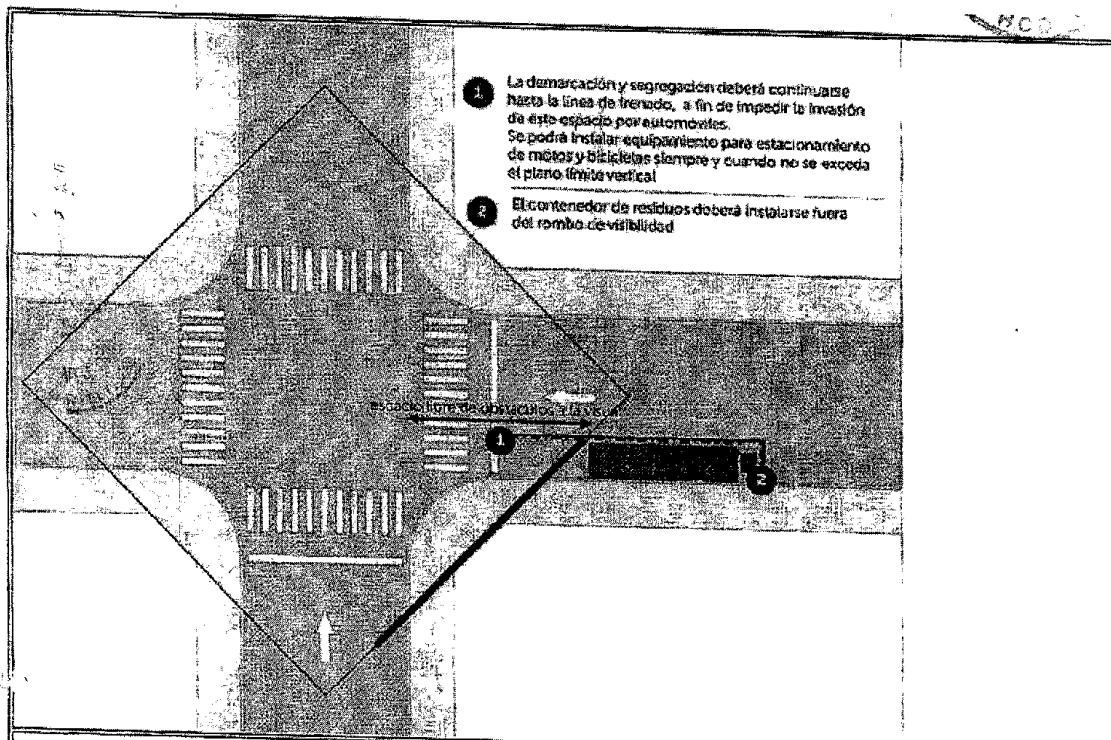 1 La demarcación y segregación deberá continuarse
hasta la línea de frenado, a fin de impedir la invasión
de este espacio por automóviles.
Se podrá instalar equipamiento para estacionamiento
de motos y bicicletas siempre y cuando no se exceda
el plano límite vertical
2 El contenedor de residuos deberá instalarse fuera
del rombo de visibilidad
espacio libre de obstáculos a la visual
1
2